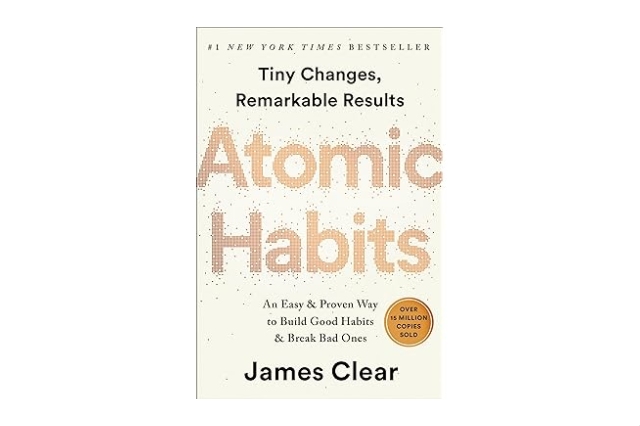 #1 NEW YORK TIMES BESTSELLER
Tiny Changes,
Remarkable Results
Atomic
Habits
An Easy & Proven Way
to Build Good Habits
& Break Bad Ones
OVER
15 MILLION
COPIES
SOLD
James Clear